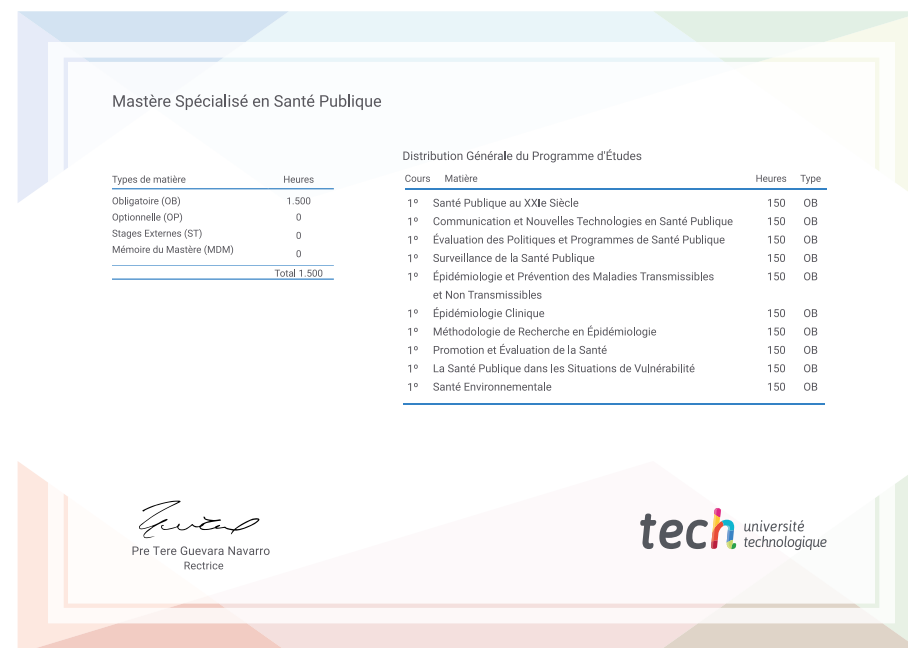 Mastère Spécialisé en Santé Publique
Types de matière Heures
Obligatoire (OB) 1.500
Optionnelle (OP) 0
Stages Externes (ST) 0
Mémoire du Mastère (MDM) 0
Total 1.500
Distribution Générale du Programme d'Études
Cours Matière Heures Type
1º Santé Publique au XXIe Siècle 150 OB
1º Communication et Nouvelles Technologies en Santé Publique 150 OB
1º Évaluation des Politiques et Programmes de Santé Publique 150 OB
1º Surveillance de la Santé Publique 150 OB
1º Épidémiologie et Prévention des Maladies Transmissibles 150 OB
et Non Transmissibles
1º Épidémiologie Clinique 150 OB
1º Méthodologie de Recherche en Épidémiologie 150 OB
1º Promotion et Évaluation de la Santé 150 OB
1º La Santé Publique dans les Situations de Vulnérabilité 150 OB
1º Santé Environnementale 150 OB
Pre Tere Guevara Navarro
Rectrice
tech université
technologique